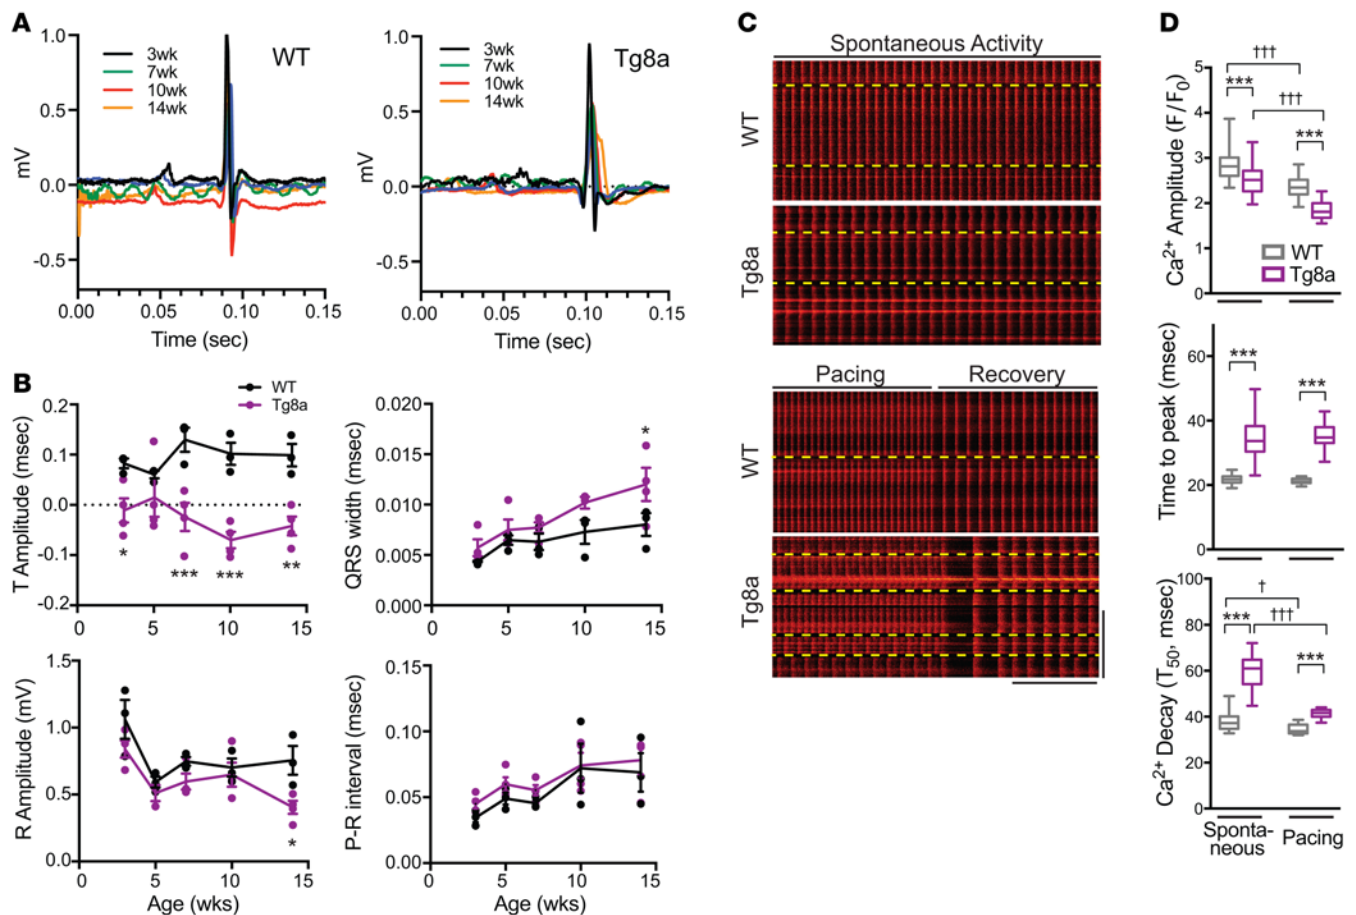 A
WT
3wk
7wk
10wk
14wk
mV
1.0
0.5
0.0
-0.5
0.00
0.05
0.10
0.15
Time (sec)
Tg8a
3wk
7wk
10wk
14wk
mV
1.0
0.5
0.0
-0.5
0.00
0.05
0.10
0.15
Time (sec)
B
WT
Tg8a
T Amplitude (msec)
0.2
0.1
0.0
-0.1
-0.2
0
5
10
15
*
***
***
**
QRS width (msec)
0.020
0.015
0.010
0.005
0.000
0
5
10
15
*
R Amplitude (mV)
1.5
1.0
0.5
0.0
0
5
10
15
*
Age (wks)
P-R interval (msec)
0.15
0.10
0.05
0.00
0
5
10
15
Age (wks)
C
Spontaneous Activity
WT
Tg8a
Pacing
Recovery
WT
Tg8a
D
Ca²⁺ Amplitude (F/F₀)
5
4
3
2
1
0
†††
***
†††
***
WT
Tg8a
Time to peak (msec)
60
40
20
0
***
***
Ca²⁺ Decay (T₅₀, msec)
100
80
60
40
20
0
†
***
†††
***
Sponta-
neous
Pacing